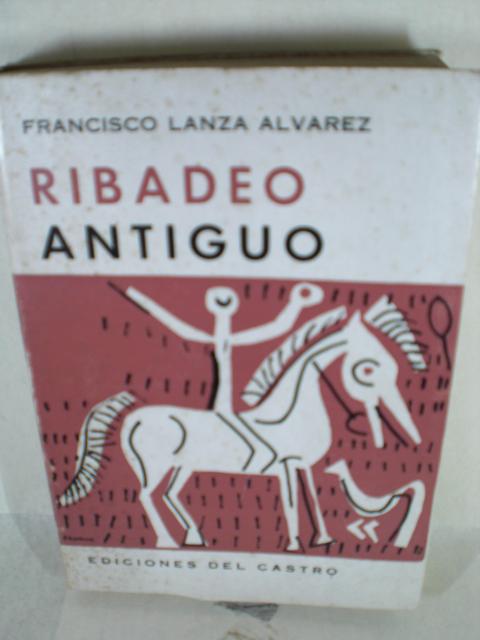 FRANCISCO LANZA ALVAREZ
RIBADEO
ANTIGUO
EDICIONES DEL CASTRO